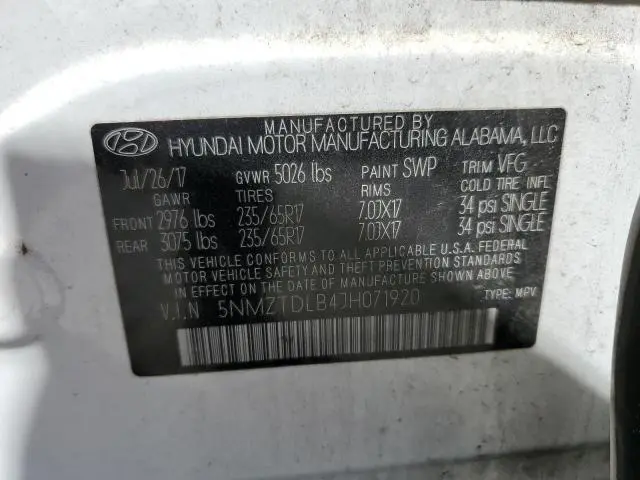 MANUFACTURED BY
HYUNDAI MOTOR MANUFACTURING ALABAMA, LLC
Jul/26/17 GVWR 5026 lbs PAINT SWP TRIM VFG
GAWR TIRES RIMS COLD TIRE INFL
FRONT 2976 lbs 235/65R17 7.0JX17 34 psi SINGLE
REAR 3075 lbs 235/65R17 7.0JX17 34 psi SINGLE
THIS VEHICLE CONFORMS TO ALL APPLICABLE U.S.A. FEDERAL
MOTOR VEHICLE SAFETY AND THEFT PREVENTION STANDARDS
IN EFFECT ON THE DATE OF MANUFACTURE SHOWN ABOVE.
V.I.N 5NMZTDLB4JH071920 TYPE: MPV